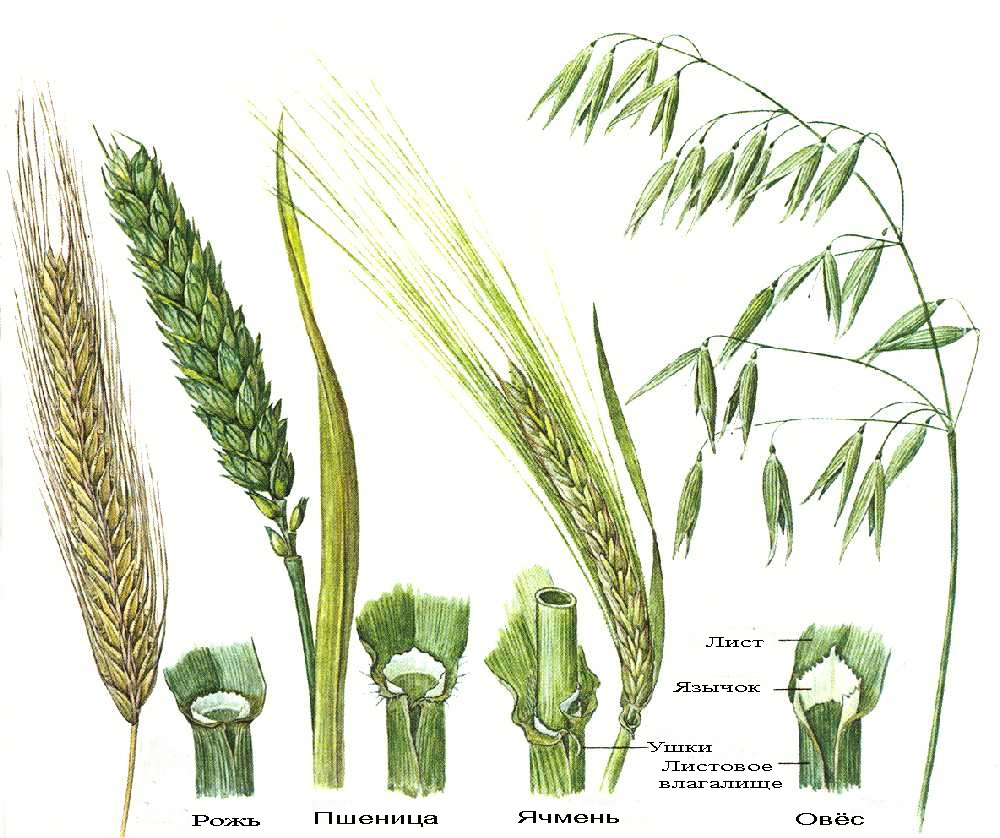 Лист
Язычок
Ушки
Листовое
влагалище
Рожь
Пшеница
Ячмень
Овёс